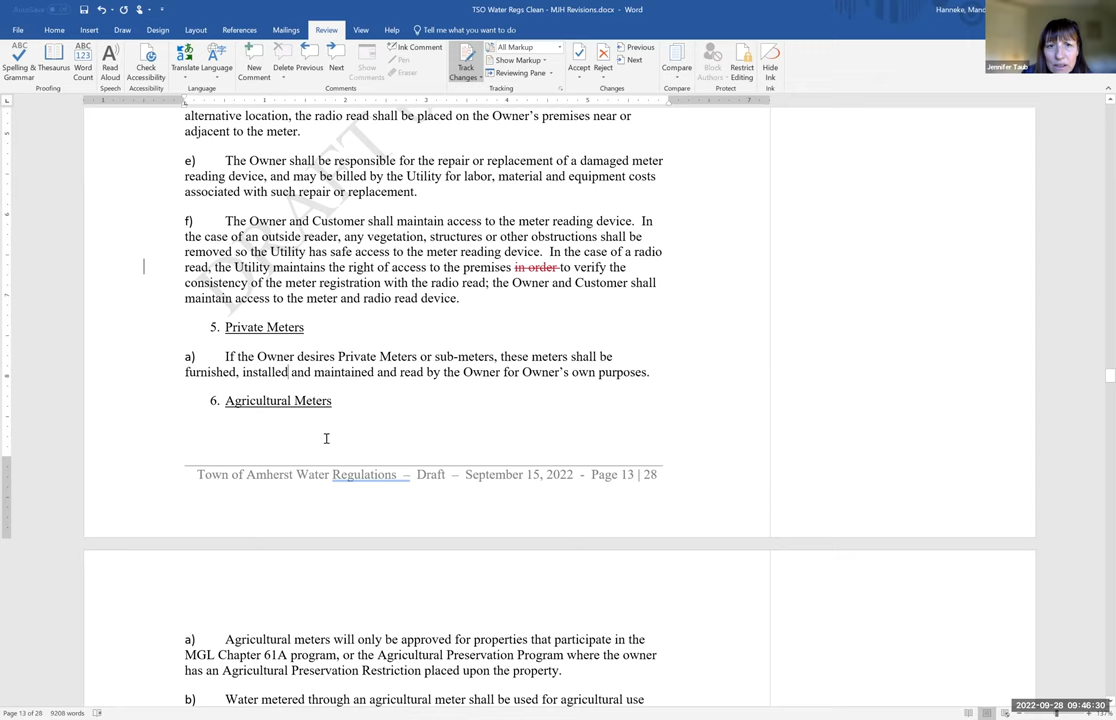 AutoSave
TSO Water Regs Clean - MJH Revisions.docx - Word
Hanneke, Manc
File Home Insert Draw Design Layout References Mailings Review View Help Tell me what you want to do
ABC ABC 123
Spelling & Grammar Thesaurus Word Count Read Aloud Check Accessibility Translate Language New Comment Delete Previous Next Show Comments
Ink Comment
Pen
Eraser
Track Changes
All Markup
Show Markup
Reviewing Pane
Accept Reject
Previous
Next
Compare Block Authors Restrict Editing Hide Ink
Proofing Speech Accessibility Language Comments Tracking Changes Compare Protect Ink
Jennifer Taub
1 1 2 3 4 5 7
DRAFT
alternative location, the radio read shall be placed on the Owner's premises near or
adjacent to the meter.
e) The Owner shall be responsible for the repair or replacement of a damaged meter
reading device, and may be billed by the Utility for labor, material and equipment costs
associated with such repair or replacement.
f) The Owner and Customer shall maintain access to the meter reading device. In
the case of an outside reader, any vegetation, structures or other obstructions shall be
removed so the Utility has safe access to the meter reading device. In the case of a radio
read, the Utility maintains the right of access to the premises in order to verify the
consistency of the meter registration with the radio read; the Owner and Customer shall
maintain access to the meter and radio read device.
5. Private Meters
a) If the Owner desires Private Meters or sub-meters, these meters shall be
furnished, installed and maintained and read by the Owner for Owner's own purposes.
6. Agricultural Meters
Town of Amherst Water Regulations – Draft – September 15, 2022 - Page 13 | 28
a) Agricultural meters will only be approved for properties that participate in the
MGL Chapter 61A program, or the Agricultural Preservation Program where the owner
has an Agricultural Preservation Restriction placed upon the property.
b) Water metered through an agricultural meter shall be used for agricultural use
Page 13 of 28 9208 words
2022-09-28 09:46:30